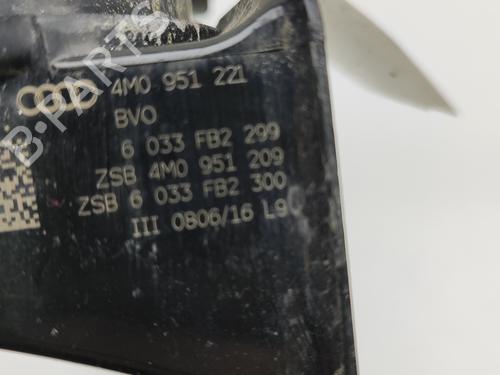 4M0 951 221
BVO
6 033 FB2 299
ZSB 4M0 951 209
ZSB 6 033 FB2 300
III 0806/16 L9